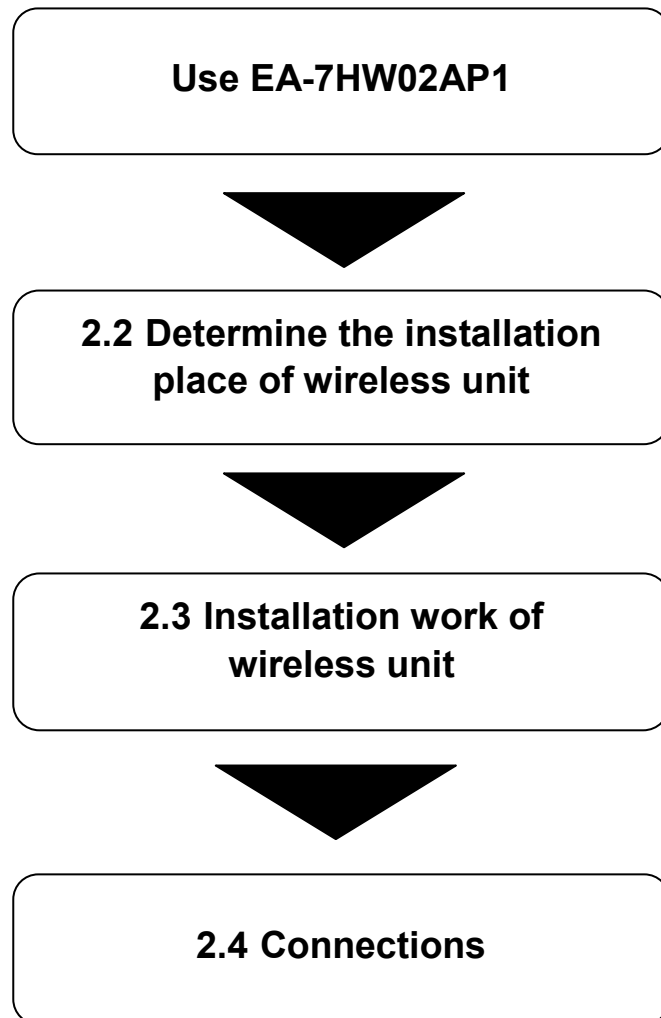 Use EA-7HW02AP1
2.2 Determine the installation
place of wireless unit
2.3 Installation work of
wireless unit
2.4 Connections